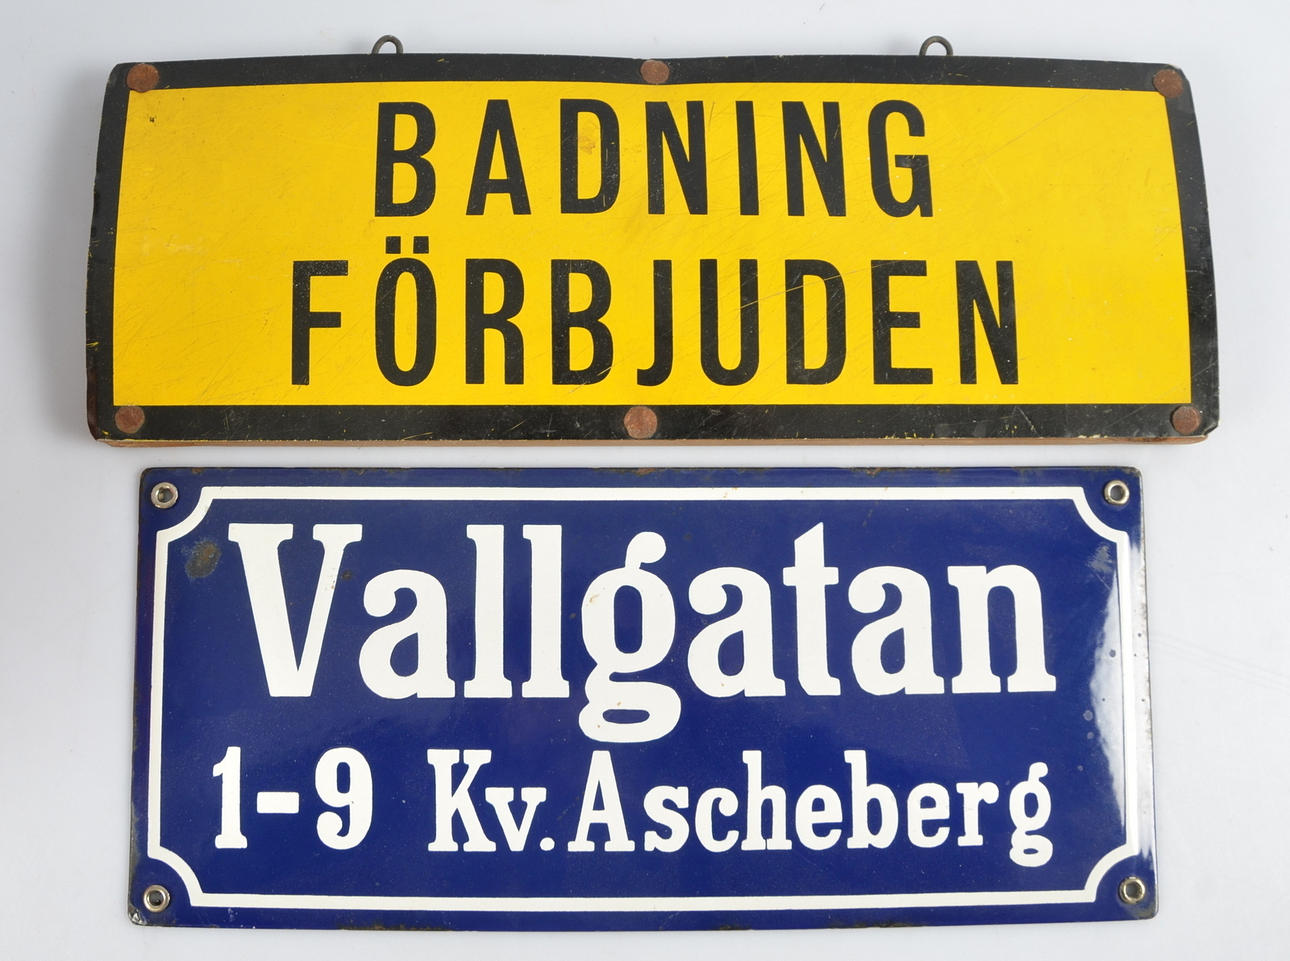 BADNING
FÖRBJUDEN
Vallgatan
1-9 Kv. Ascheberg